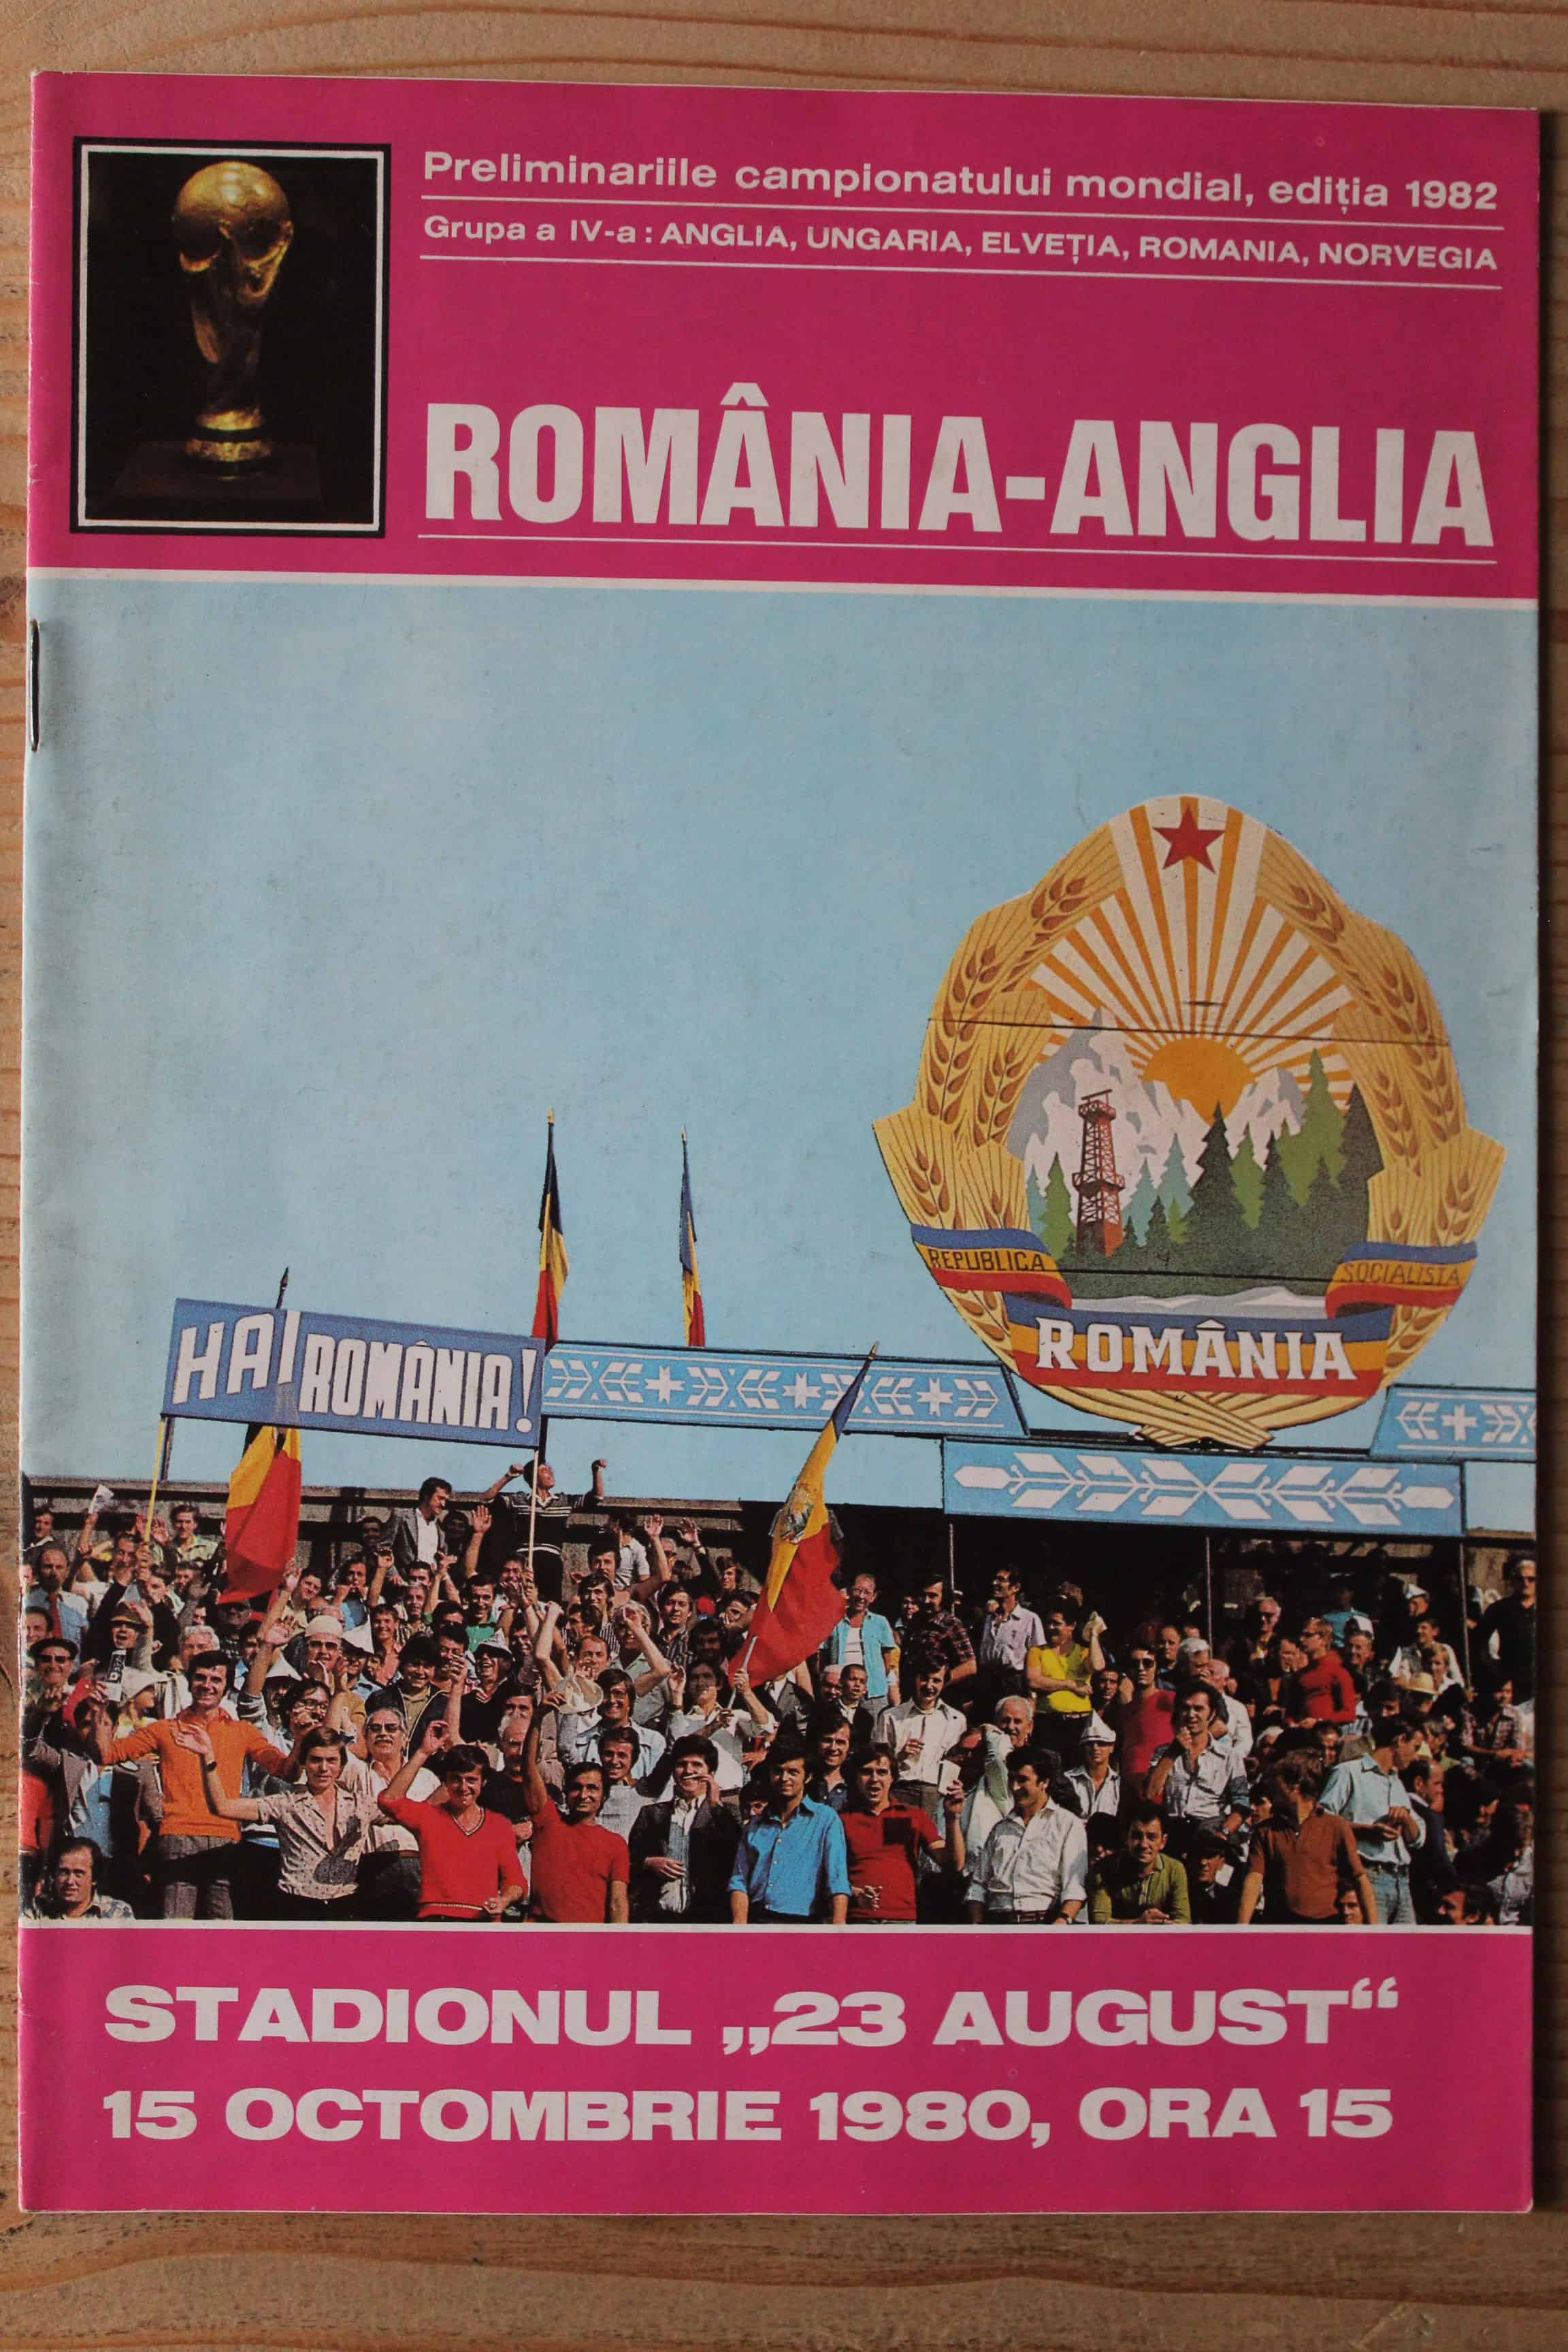 Preliminariile campionatului mondial, ediția 1982
Grupa a IV-a : ANGLIA, UNGARIA, ELVEȚIA, ROMANIA, NORVEGIA
ROMÂNIA-ANGLIA
REPUBLICA
SOCIALISTA
ROMÂNIA
HAI ROMÂNIA!
STADIONUL „23 AUGUST“
15 OCTOMBRIE 1980, ORA 15